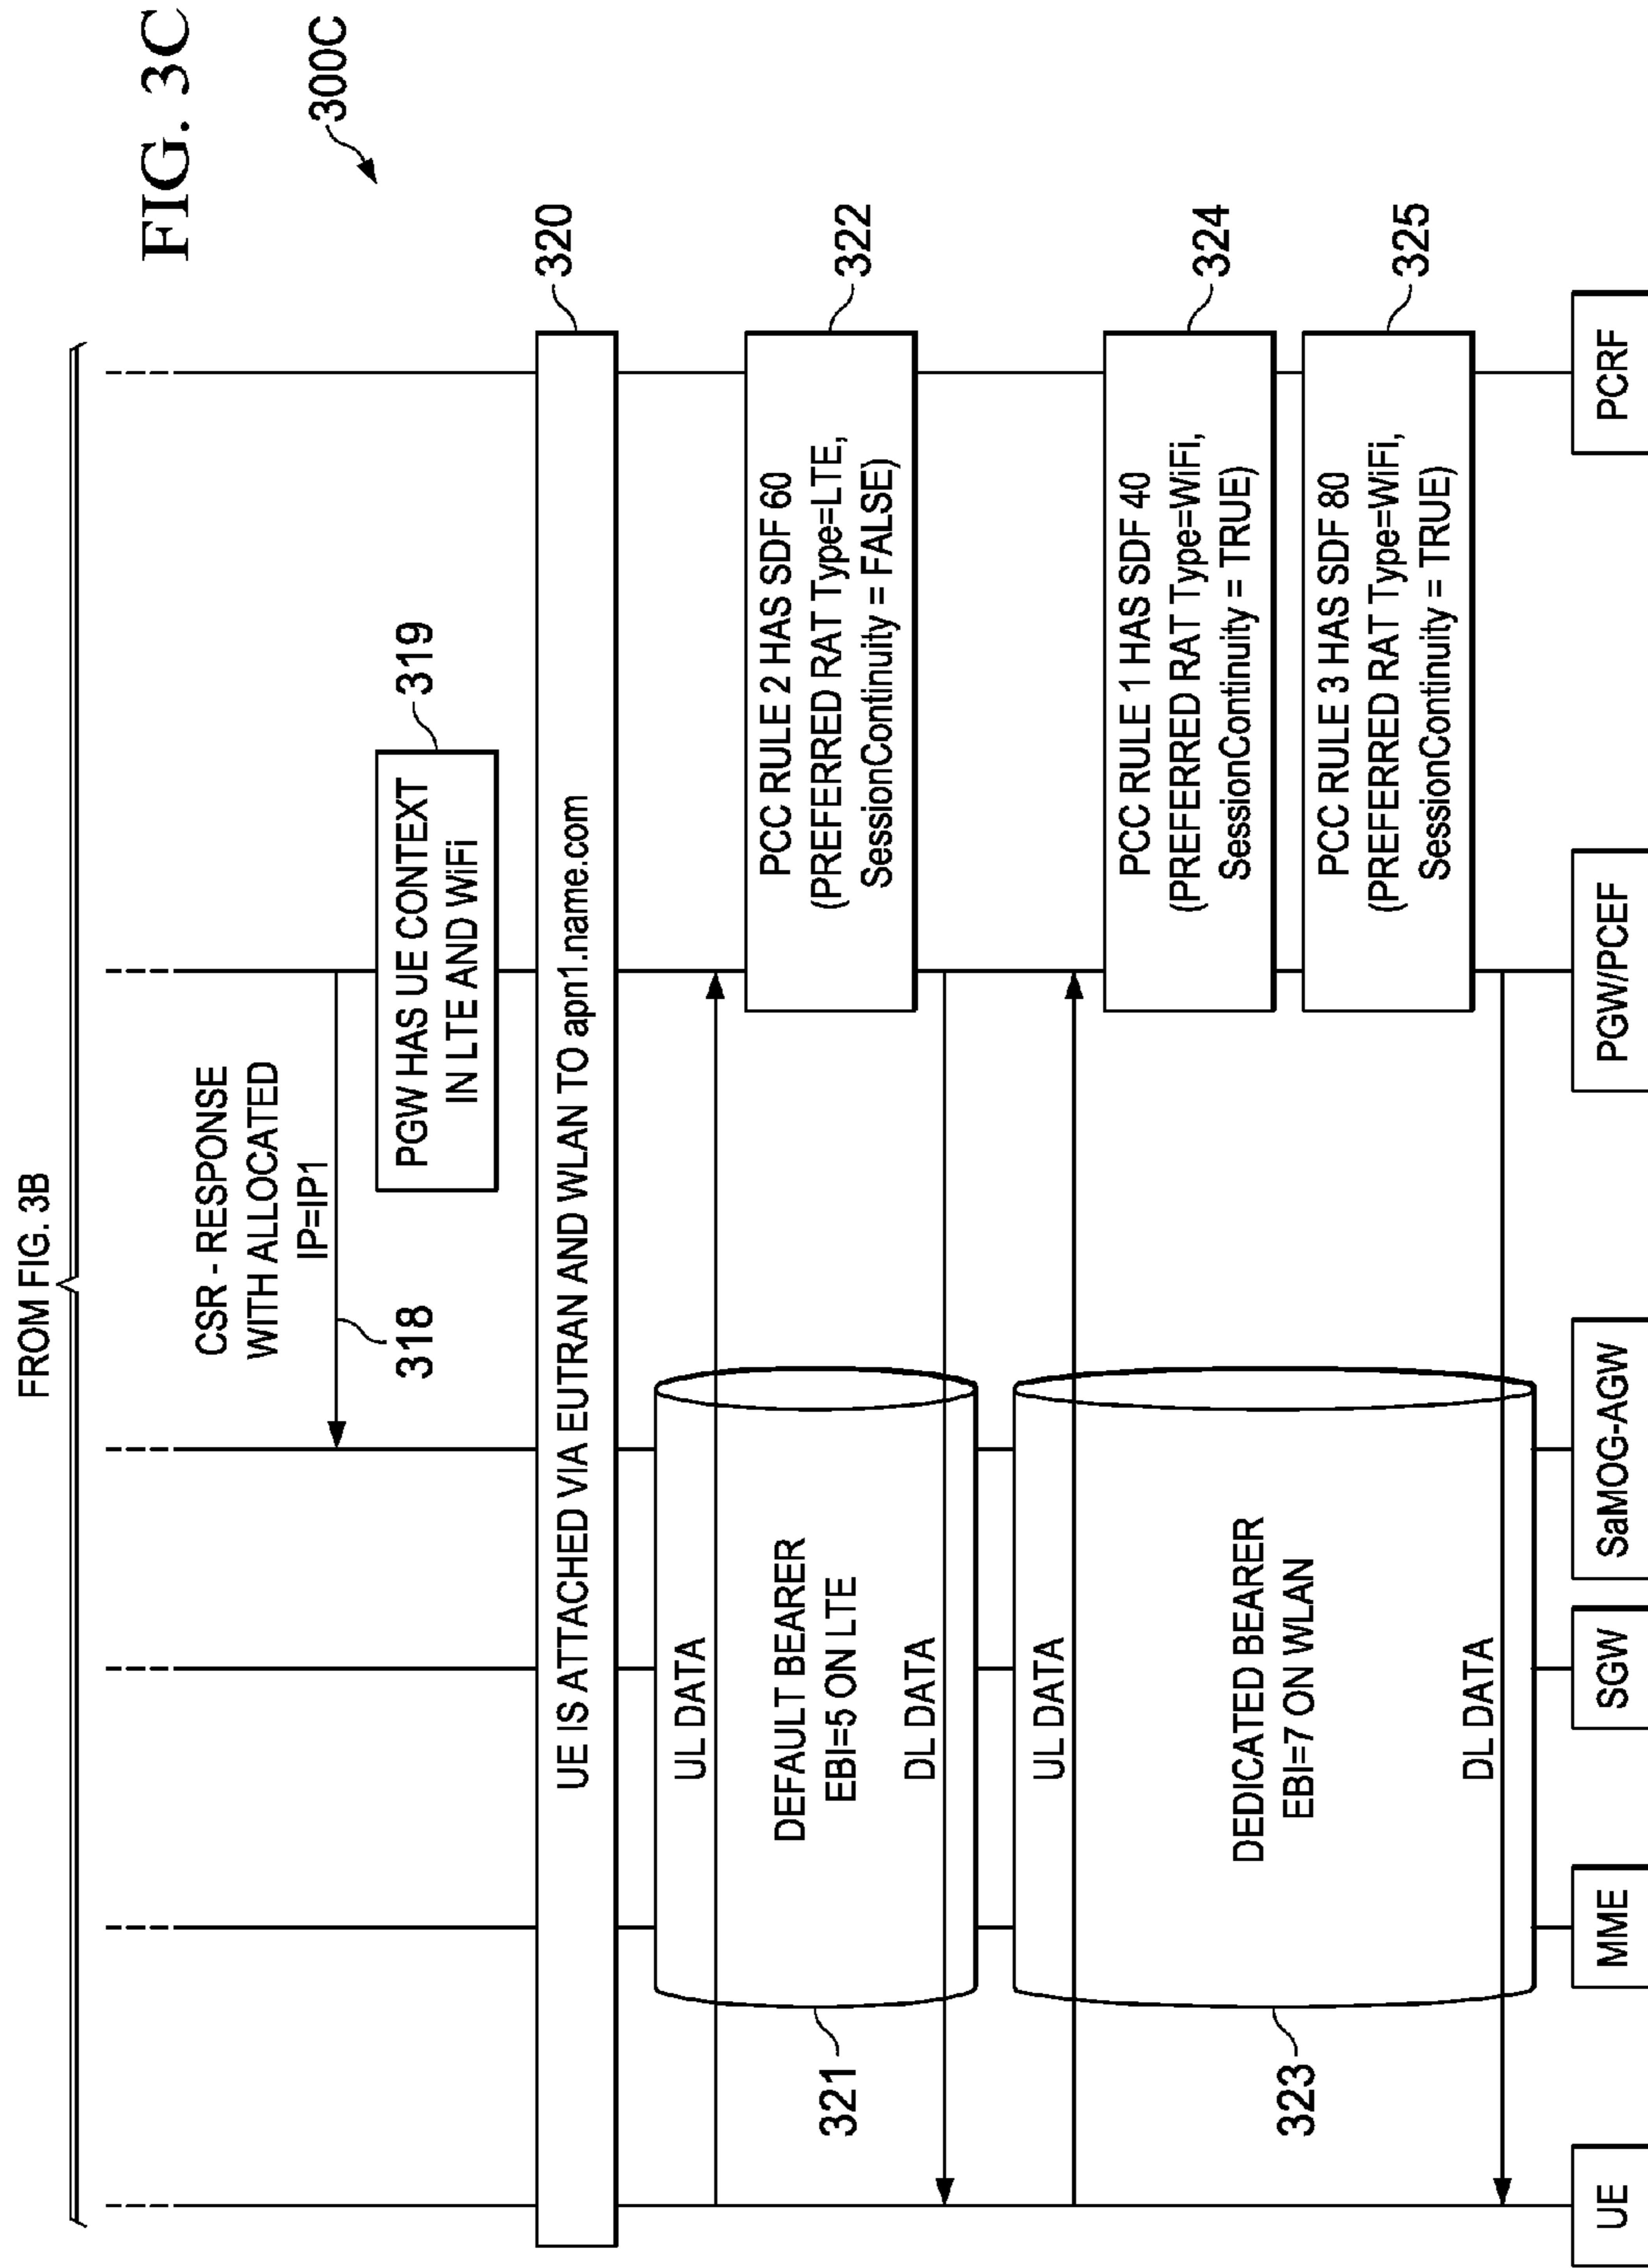 FROM FIG. 3B
FIG. 3C
300C
CSR - RESPONSE
WITH ALLOCATED
IP=IP1
318
PGW HAS UE CONTEXT
IN LTE AND WiFi
319
UE IS ATTACHED VIA EUTRAN AND WLAN TO apn1.name.com
320
UL DATA
DEFAULT BEARER
EBI=5 ON LTE
DL DATA
321
PCC RULE 2 HAS SDF 60
(PREFERRED RAT Type=LTE,
SessionContinuity = FALSE)
322
UL DATA
DEDICATED BEARER
EBI=7 ON WLAN
DL DATA
323
PCC RULE 1 HAS SDF 40
(PREFERRED RAT Type=WiFi,
SessionContinuity = TRUE)
324
PCC RULE 3 HAS SDF 80
(PREFERRED RAT Type=WiFi,
SessionContinuity = TRUE)
325
UE
MME
SGW
SaMOG-AGW
PGW/PCEF
PCRF